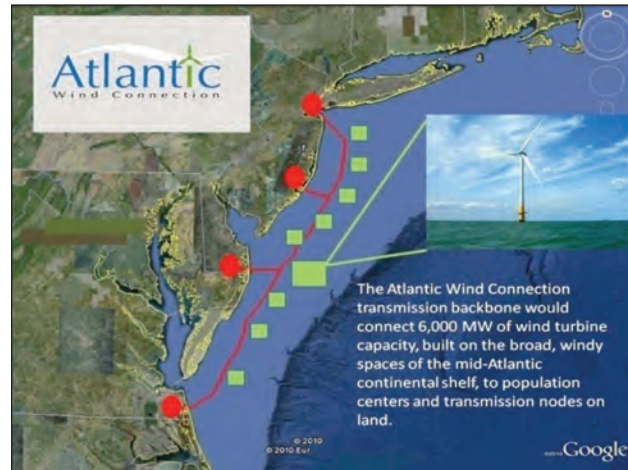 Atlantic
Wind Connection
The Atlantic Wind Connection
transmission backbone would
connect 6,000 MW of wind turbine
capacity, built on the broad, windy
spaces of the mid-Atlantic
continental shelf, to population
centers and transmission nodes on
land.
© 2010
© 2010 Eur
©2010 Google